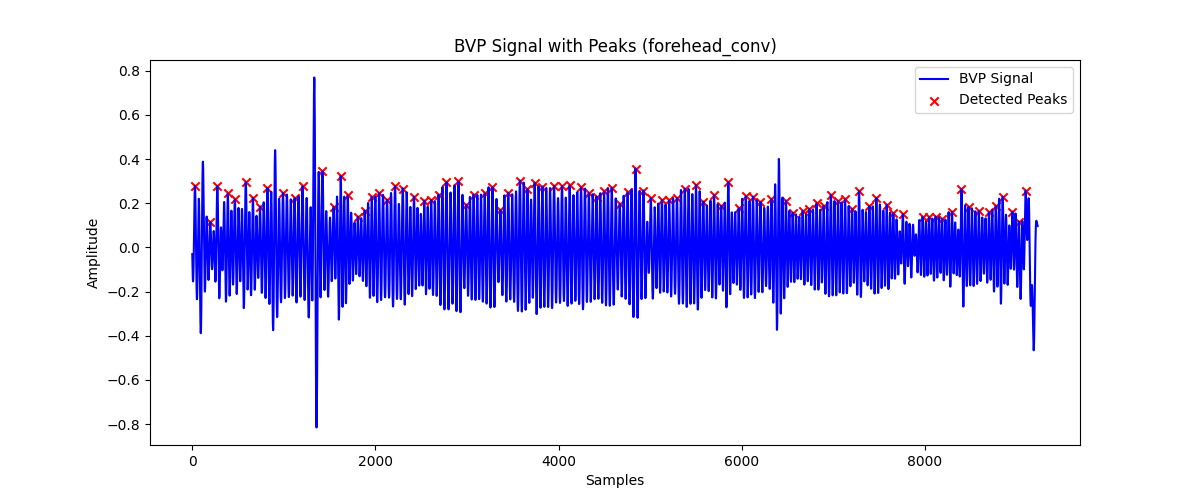 BVP Signal with Peaks (forehead_conv)
BVP Signal
Detected Peaks
Amplitude
0.8
0.6
0.4
0.2
0.0
−0.2
−0.4
−0.6
−0.8
0 2000 4000 6000 8000
Samples